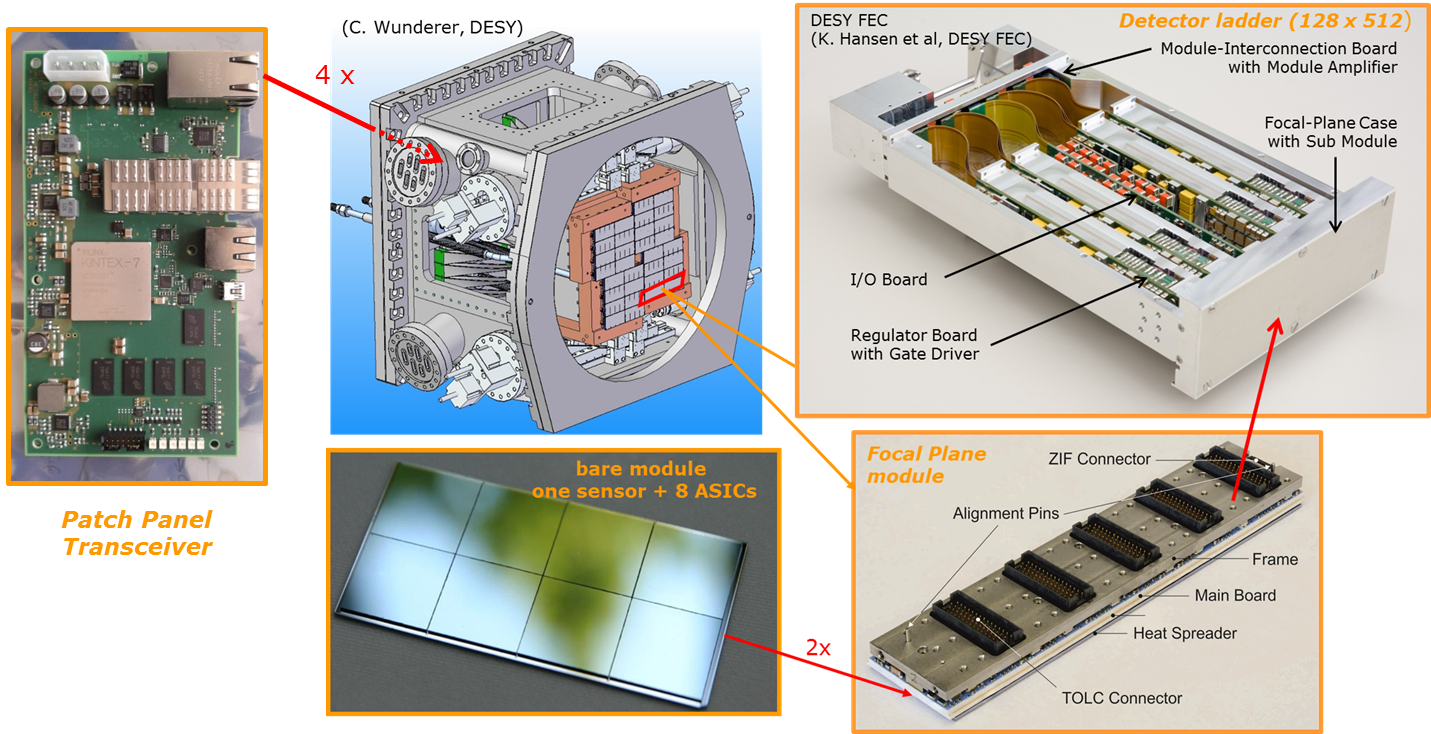 (C. Wunderer, DESY)
4 x
KINTEX-7
Patch Panel
Transceiver
DESY FEC
(K. Hansen et al, DESY FEC)
Detector ladder (128 x 512)
Module-Interconnection Board
with Module Amplifier
Focal-Plane Case
with Sub Module
I/O Board
Regulator Board
with Gate Driver
bare module
one sensor + 8 ASICs
2x
Focal Plane
module
ZIF Connector
Alignment Pins
Frame
Main Board
Heat Spreader
TOLC Connector